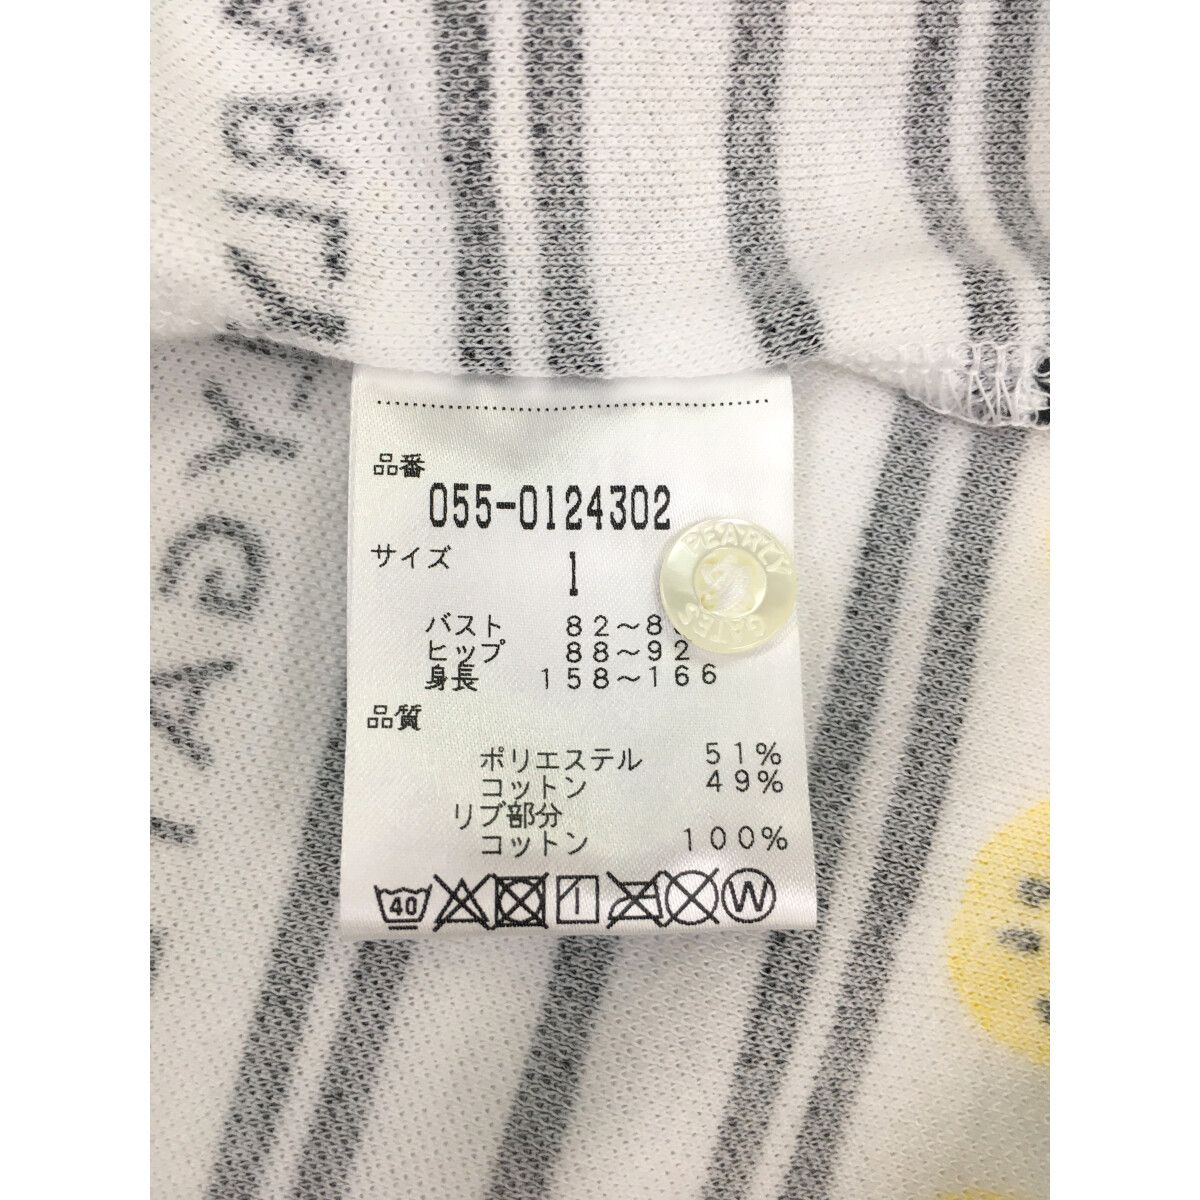 品番
055-0124302
サイズ
1
PEARLY GATES
バスト 82～8
ヒップ 88～92
身長 158～166
品質
ポリエステル 51%
コットン 49%
リブ部分
コットン 100%
40
W